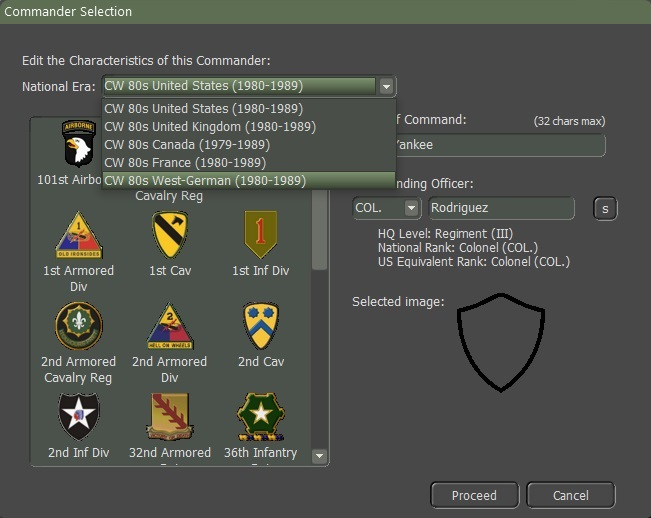 Commander Selection
Edit the Characteristics of this Commander:
National Era:
CW 80s United States (1980-1989)
CW 80s United States (1980-1989)
CW 80s United Kingdom (1980-1989)
CW 80s Canada (1979-1989)
CW 80s France (1980-1989)
CW 80s West-German (1980-1989)
AIRBORNE
101st Airbo
Cavalry Reg
1
OLD IRONSIDES
1st Armored
Div
1st Cav
1
1st Inf Div
2nd Armored
Cavalry Reg
2
HELL ON WHEELS
2nd Armored
Div
2nd Cav
2nd Inf Div
32nd Armored
36th Infantry
f Command:
(32 chars max)
Yankee
nding Officer:
COL.
Rodriguez
s
HQ Level: Regiment (III)
National Rank: Colonel (COL.)
US Equivalent Rank: Colonel (COL.)
Selected image:
Proceed
Cancel